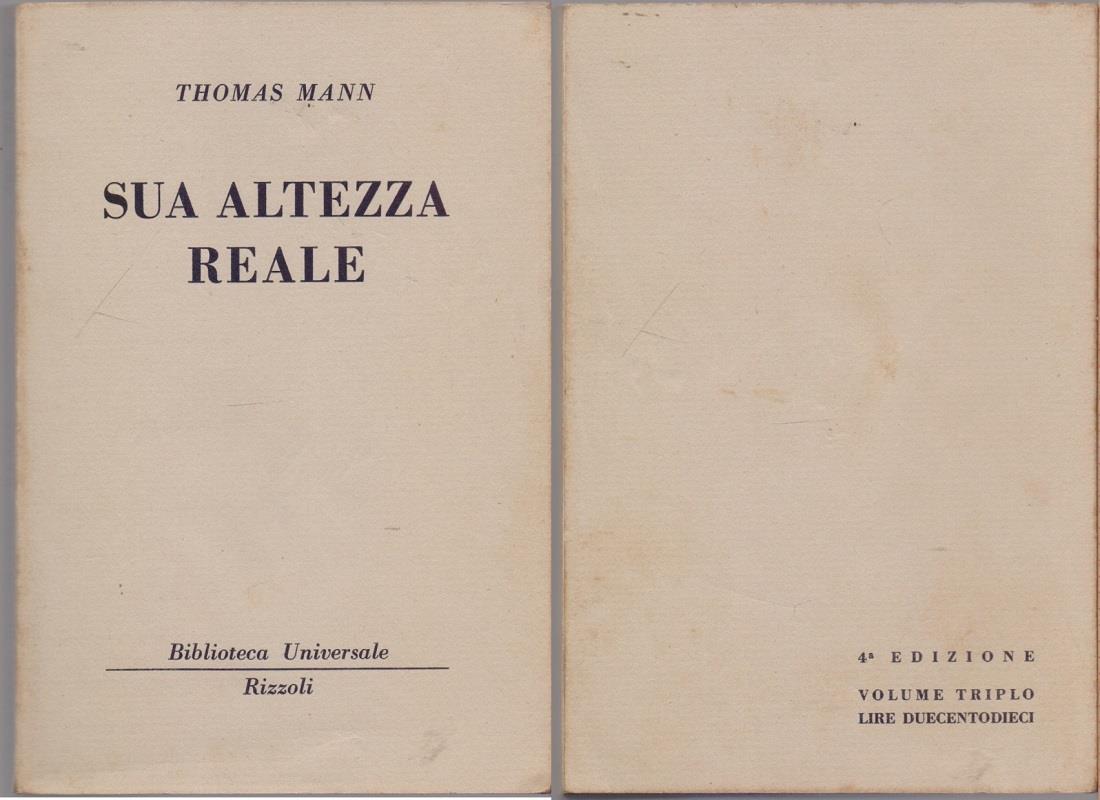 THOMAS MANN
SUA ALTEZZA
REALE
Biblioteca Universale
Rizzoli
4ª EDIZIONE
VOLUME TRIPLO
LIRE DUECENTODIECI